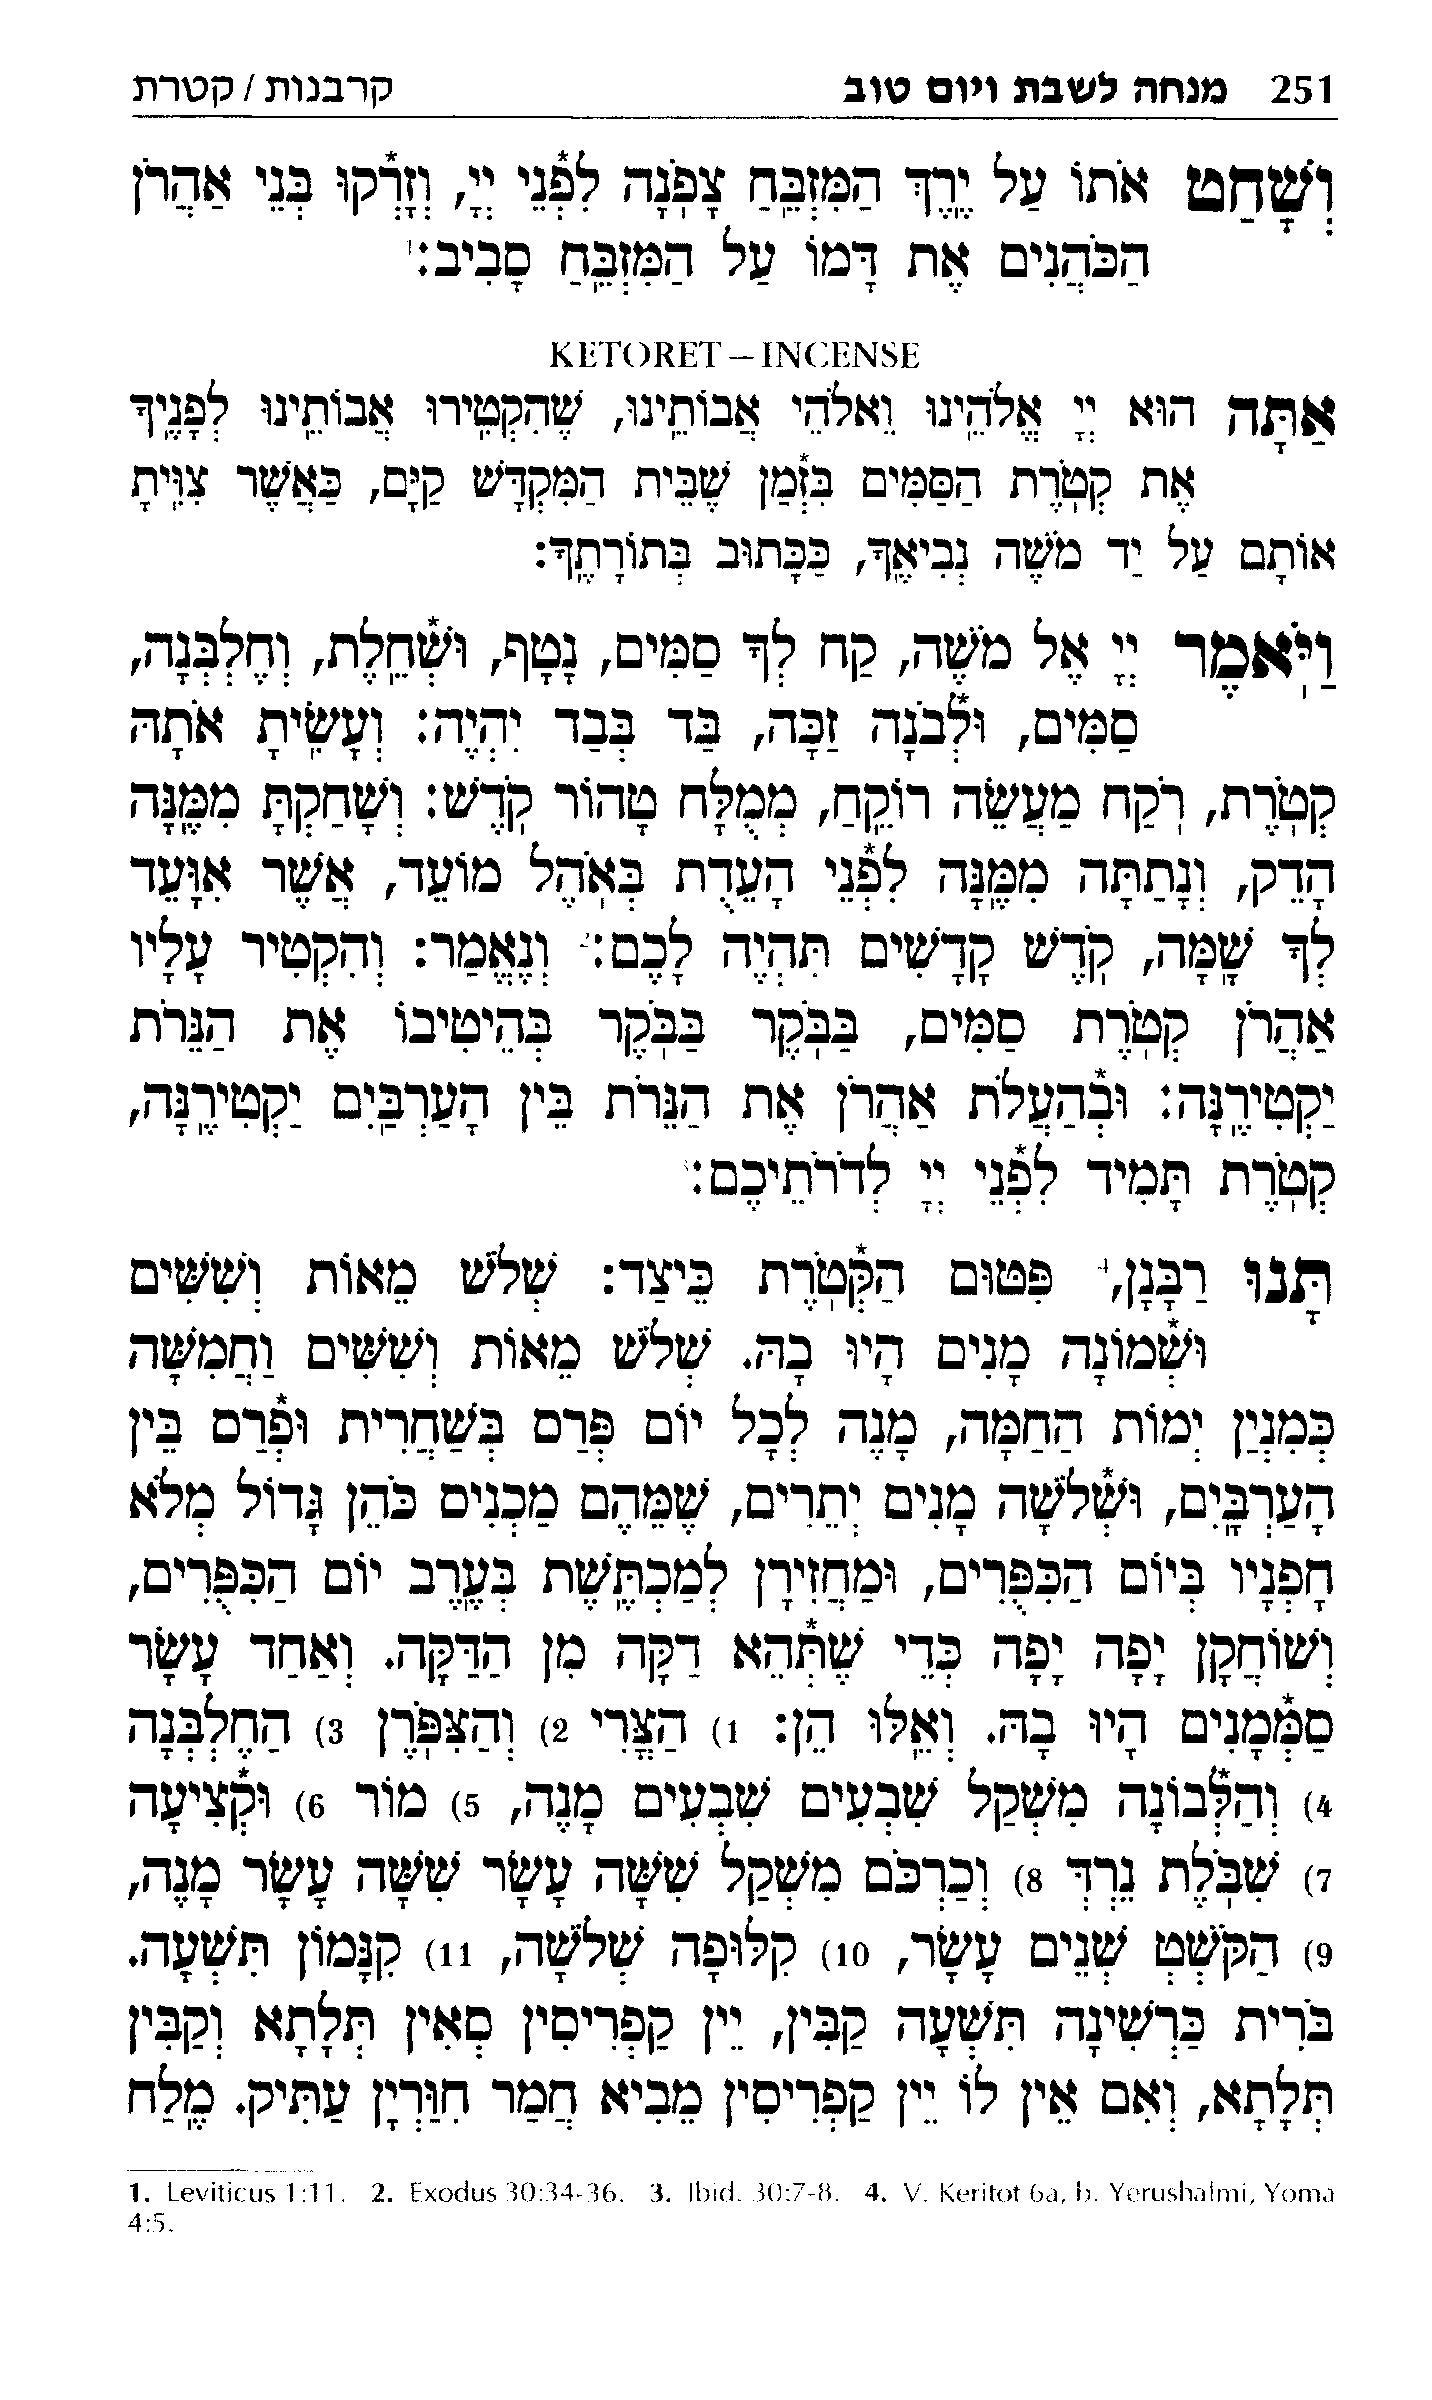 251 מנחה לשבת ויום טוב קרבנות / קטרת
וְשָׁחַט אֹתוֹ עַל יֶֽרֶךְ הַמִּזְבֵּֽחַ צָפֹֽנָה לִפְ֯נֵי יְיָ, וְזָרְ֯קוּ בְּנֵי אַהֲרֹן
הַכֹּהֲנִים אֶת דָּמוֹ עַל הַמִּזְבֵּֽחַ סָבִיב:¹
KETORET – INCENSE
אַתָּה הוּא יְיָ אֱלֹהֵֽינוּ וֵאלֹהֵי אֲבוֹתֵֽינוּ, שֶׁהִקְטִֽירוּ אֲבוֹתֵֽינוּ לְפָנֶֽיךָ
אֶת קְטֹֽרֶת הַסַּמִּים בִּזְ֯מַן שֶׁבֵּית הַמִּקְדָּשׁ קַיָּם, כַּאֲשֶׁר צִוִּֽיתָ
אוֹתָם עַל יַד מֹשֶׁה נְבִיאֶֽךָ, כַּכָּתוּב בְּתוֹרָתֶֽךָ:
וַיֹּֽאמֶר יְיָ אֶל מֹשֶׁה, קַח לְךָ סַמִּים, נָטָף, וּשְׁ֯חֵֽלֶת, וְחֶלְבְּנָה,
סַמִּים, וּלְ֯בֹנָה זַכָּה, בַּד בְּבַד יִהְיֶה: וְעָשִֽׂיתָ אֹתָהּ
קְטֹֽרֶת, רֹֽקַח מַעֲשֵׂה רוֹקֵֽחַ, מְמֻלָּח טָהוֹר קֹֽדֶשׁ: וְשָׁחַקְתָּ מִמֶּֽנָּה
הָדֵק, וְנָתַתָּה מִמֶּֽנָּה לִפְ֯נֵי הָעֵדֻת בְּאֹֽהֶל מוֹעֵד, אֲשֶׁר אִוָּעֵד
לְךָ שָֽׁמָּה, קֹֽדֶשׁ קָדָשִׁים תִּהְיֶה לָכֶם:² וְנֶאֱמַר: וְהִקְטִיר עָלָיו
אַהֲרֹן קְטֹֽרֶת סַמִּים, בַּבֹּֽקֶר בַּבֹּֽקֶר בְּהֵיטִיבוֹ אֶת הַנֵּרֹת
יַקְטִירֶֽנָּה: וּבְ֯הַעֲלֹת אַהֲרֹן אֶת הַנֵּרֹת בֵּין הָעַרְבַּֽיִם יַקְטִירֶֽנָּה,
קְטֹֽרֶת תָּמִיד לִפְ֯נֵי יְיָ לְדֹרֹתֵיכֶם:³
תָּנוּ רַבָּנָן,⁴ פִּטּוּם הַקְּ֯טֹֽרֶת כֵּיצַד: שְׁלֹשׁ מֵאוֹת וְשִׁשִּׁים
וּשְׁ֯מוֹנָה מָנִים הָיוּ בָהּ. שְׁלֹשׁ מֵאוֹת וְשִׁשִּׁים וַחֲמִשָּׁה
כְּמִנְיַן יְמוֹת הַחַמָּה, מָנֶה לְכָל יוֹם פְּרַס בְּשַׁחֲרִית וּפְ֯רַס בֵּין
הָעַרְבָּֽיִם, וּשְׁ֯לֹשָׁה מָנִים יְתֵרִים, שֶׁמֵּהֶם מַכְנִיס כֹּהֵן גָּדוֹל מְלֹא
חָפְנָיו בְּיוֹם הַכִּפֻּרִים, וּמַחֲזִירָן לְמַכְתֶּֽשֶׁת בְּעֶֽרֶב יוֹם הַכִּפֻּרִים,
וְשׁוֹחֲקָן יָפָה יָפָה כְּדֵי שֶׁתְּ֯הֵא דַקָּה מִן הַדַּקָּה. וְאַחַד עָשָׂר
סַמְּ֯מָנִים הָיוּ בָהּ. וְאֵֽלּוּ הֵן: 1) הַצֳּרִי 2) וְהַצִּפֹּֽרֶן 3) הַחֶלְבְּנָה
4) וְהַלְּ֯בוֹנָה מִשְׁקַל שִׁבְעִים שִׁבְעִים מָנֶה, 5) מוֹר 6) וּקְ֯צִיעָה
7) שִׁבֹּֽלֶת נֵרְדְּ 8) וְכַרְכֹּם מִשְׁקַל שִׁשָּׁה עָשָׂר שִׁשָּׁה עָשָׂר מָנֶה,
9) הַקֹּשְׁטְ שְׁנֵים עָשָׂר, 10) קִלּוּפָה שְׁלֹשָׁה, 11) קִנָּמוֹן תִּשְׁעָה.
בֹּרִית כַּרְשִׁינָה תִּשְׁעָה קַבִּין, יֵין קַפְרִיסִין סְאִין תְּלָתָא וְקַבִּין
תְּלָתָא, וְאִם אֵין לוֹ יֵין קַפְרִיסִין מֵבִיא חֲמַר חִוַּרְיָן עַתִּיק. מֶֽלַח
1. Leviticus 1:11. 2. Exodus 30:34-36. 3. Ibid. 30:7-8. 4. V. Keritot 6a, b. Yerushalmi, Yoma
4:5.